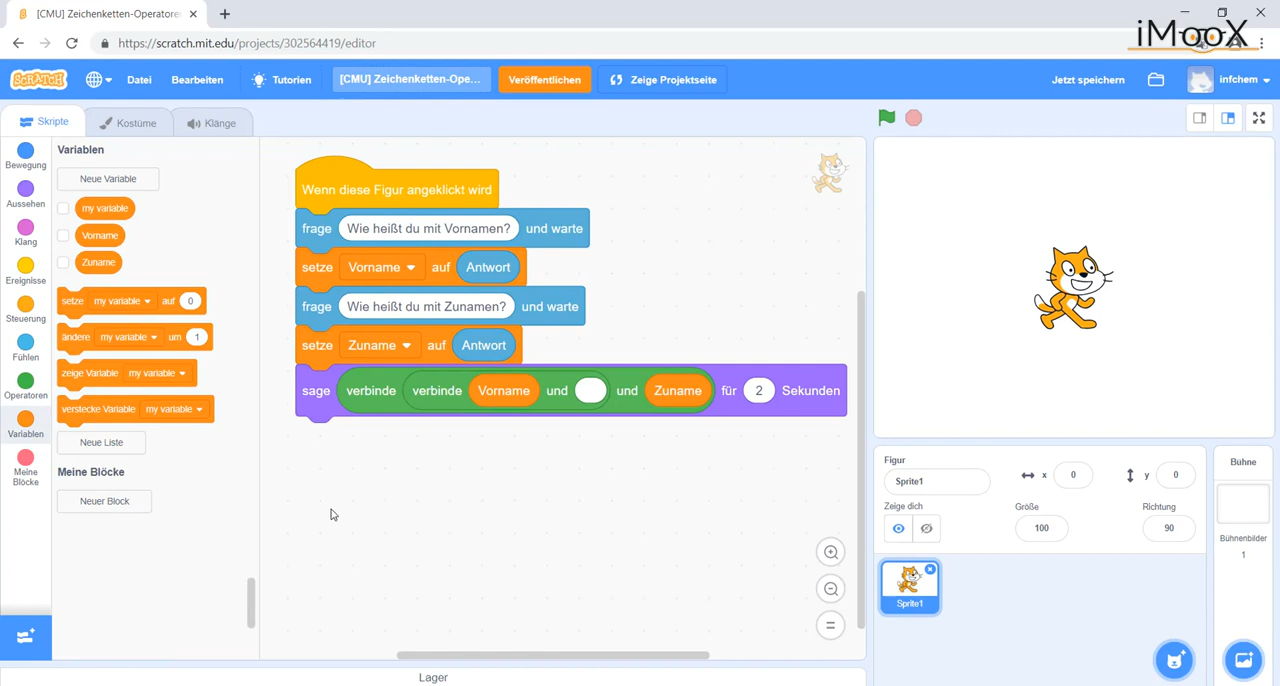 [CMU] Zeichenketten-Operatoren
https://scratch.mit.edu/projects/302564419/editor
iMooX
SCRATCH
Datei
Bearbeiten
Tutorien
[CMU] Zeichenketten-Ope...
Veröffentlichen
Zeige Projektseite
Jetzt speichern
infchem
Skripte
Kostüme
Klänge
Bewegung
Aussehen
Klang
Ereignisse
Steuerung
Fühlen
Operatoren
Variablen
Meine
Blöcke
Variablen
Neue Variable
my variable
Vorname
Zuname
setze my variable auf 0
ändere my variable um 1
zeige Variable my variable
verstecke Variable my variable
Neue Liste
Meine Blöcke
Neuer Block
Wenn diese Figur angeklickt wird
frage Wie heißt du mit Vornamen? und warte
setze Vorname auf Antwort
frage Wie heißt du mit Zunamen? und warte
setze Zuname auf Antwort
sage verbinde verbinde Vorname und und Zuname für 2 Sekunden
Lager
Figur
Sprite1
x 0
y 0
Zeige dich
Größe
100
Richtung
90
Sprite1
Bühne
Bühnenbilder
1